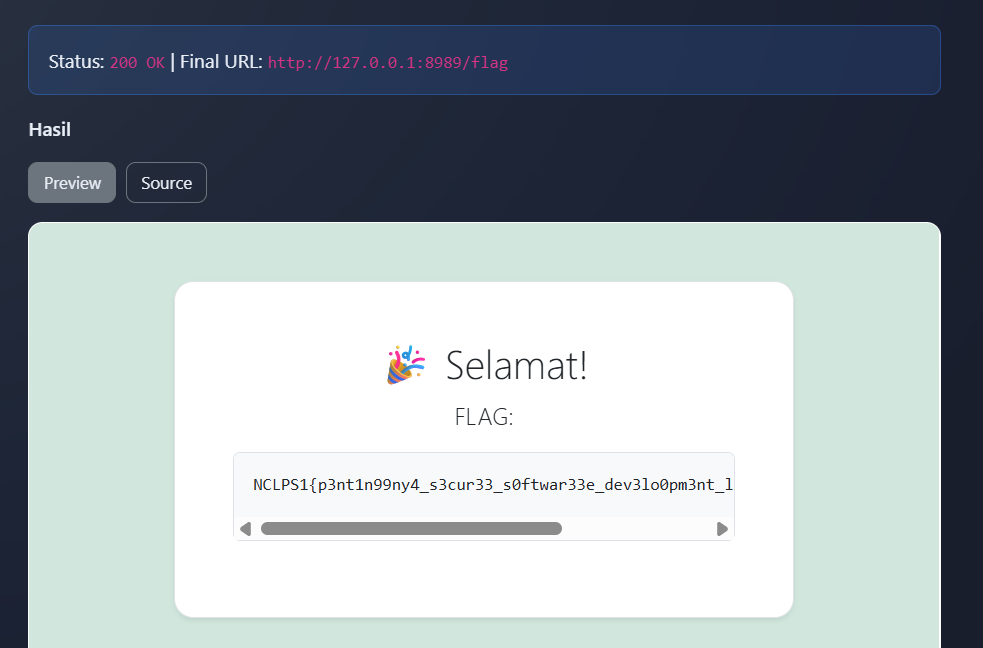 Status: 200 OK | Final URL: http://127.0.0.1:8989/flag
Hasil
Preview Source
Selamat!
FLAG:
NCLPS1{p3nt1n99ny4_s3cur33_s0ftwar33e_dev3lo0pm3nt_l